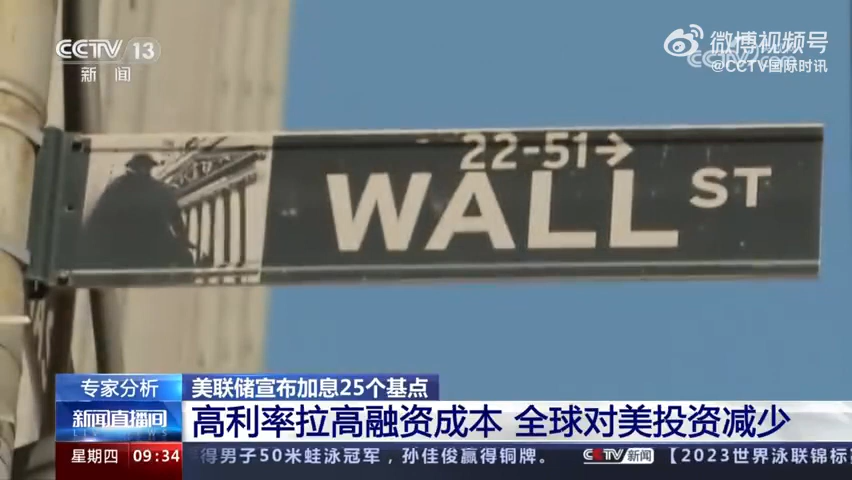 CCTV 13
新闻
微博视频号
@CCTV国际时讯
22-51→
WALL ST
专家分析
美联储宣布加息25个基点
新闻直播间
高利率拉高融资成本 全球对美投资减少
星期四 09:34 得男子50米蛙泳冠军，孙佳俊赢得铜牌。 CCTV新闻 【2023世界泳联锦标赛